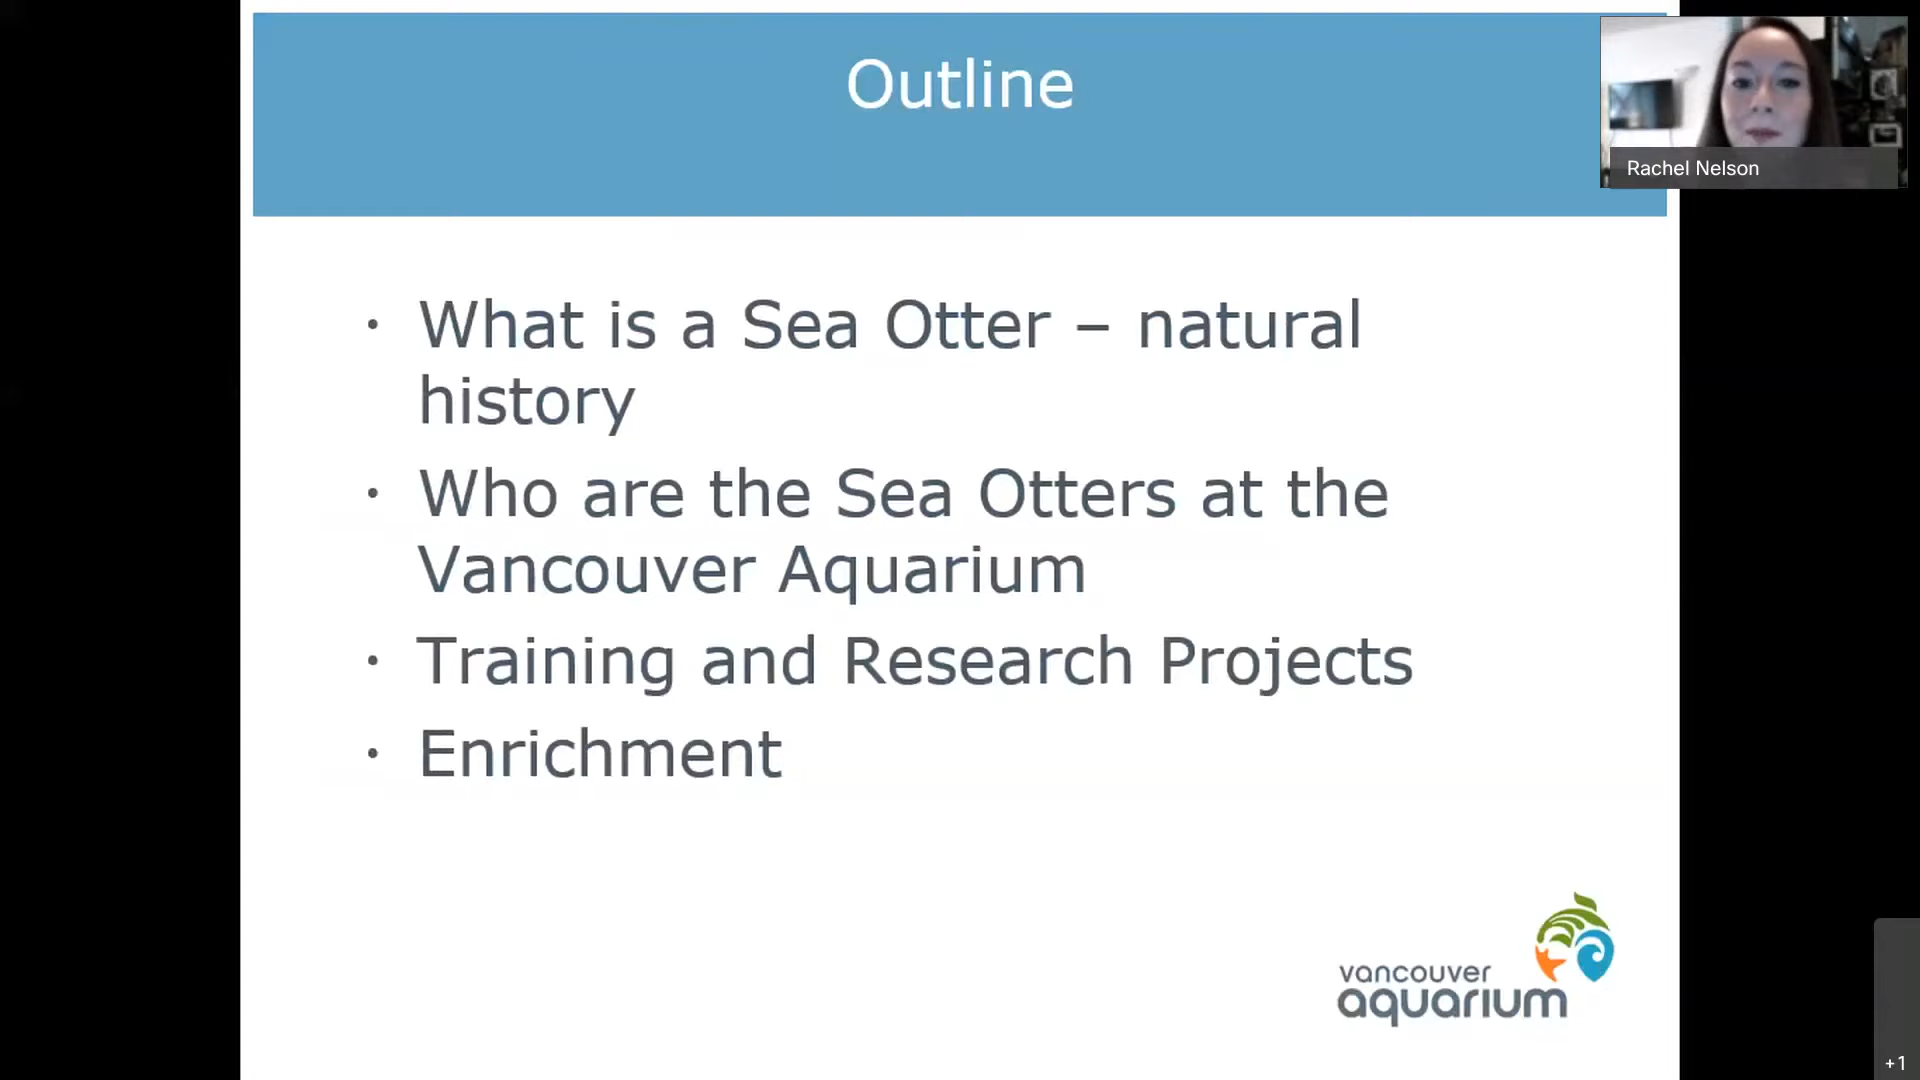 Outline
Rachel Nelson
· What is a Sea Otter – natural
history
· Who are the Sea Otters at the
Vancouver Aquarium
· Training and Research Projects
· Enrichment
vancouver
aquarium
+1